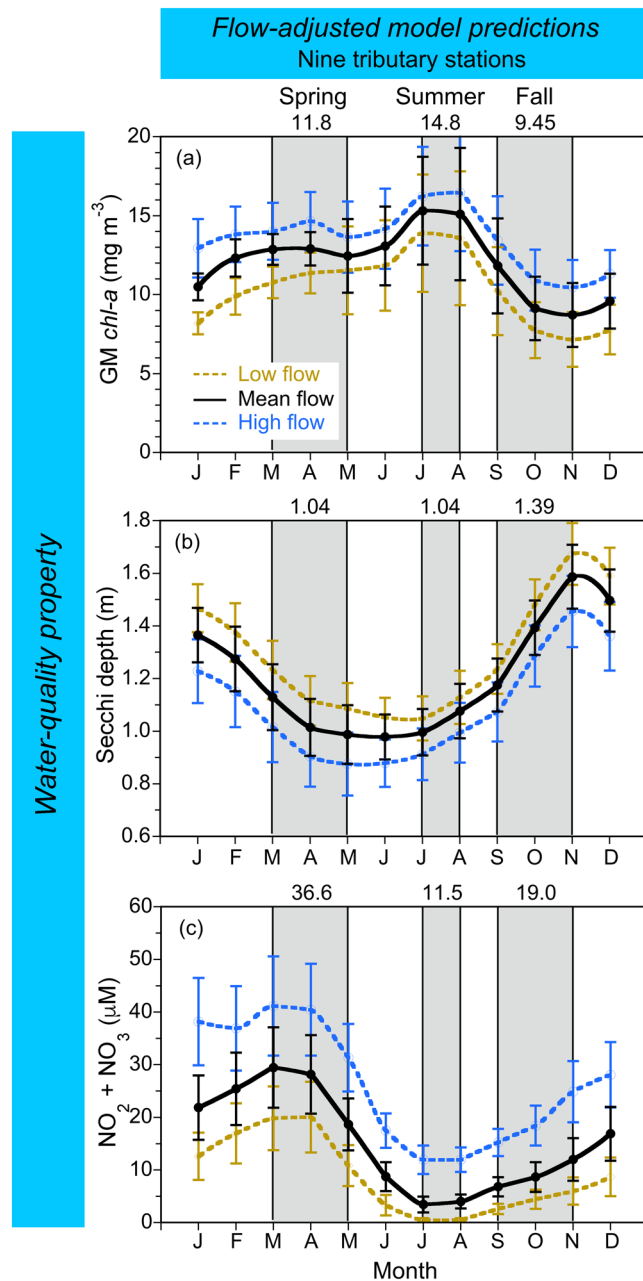 Flow-adjusted model predictions
Nine tributary stations
Water-quality property
Spring Summer Fall
11.8 14.8 9.45
(a)
GM chl-a (mg m⁻³)
20
15
10
5
0
Low flow
Mean flow
High flow
J F M A M J J A S O N D
1.04 1.04 1.39
(b)
Secchi depth (m)
1.8
1.6
1.4
1.2
1.0
0.8
0.6
J F M A M J J A S O N D
36.6 11.5 19.0
(c)
NO₂⁻ + NO₃⁻ (µM)
60
50
40
30
20
10
0
J F M A M J J A S O N D
Month